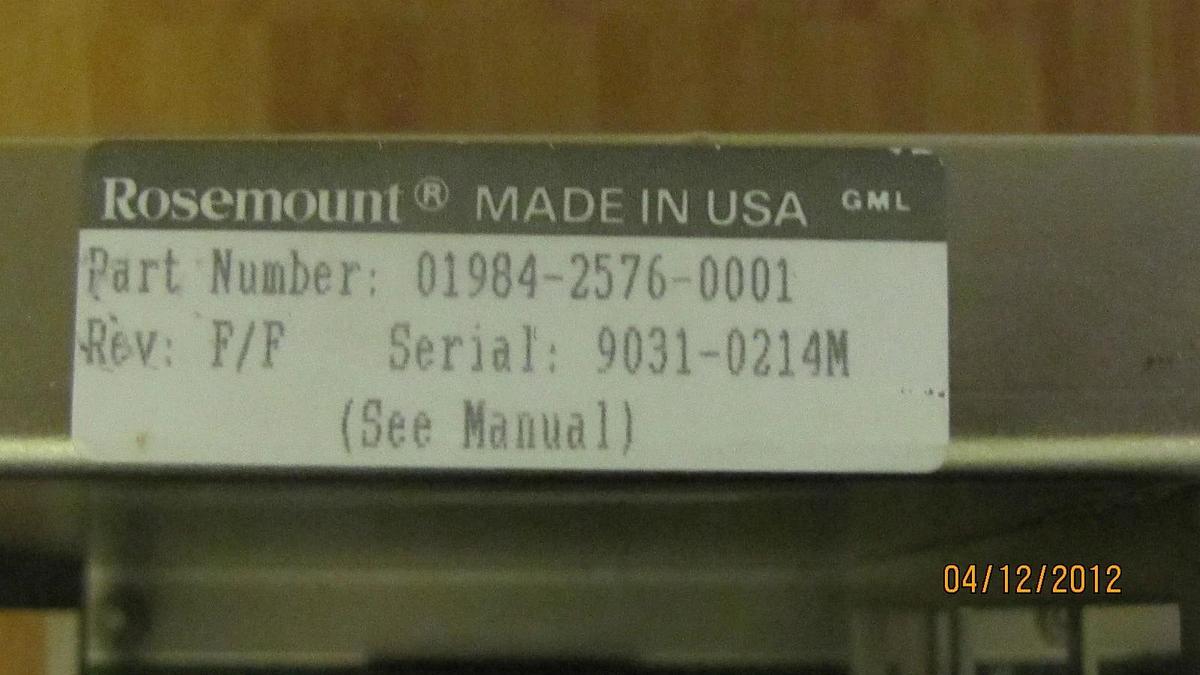 Rosemount® MADE IN USA GML
Part Number: 01984-2576-0001
Rev: F/F Serial: 9031-0214M
(See Manual)
04/12/2012